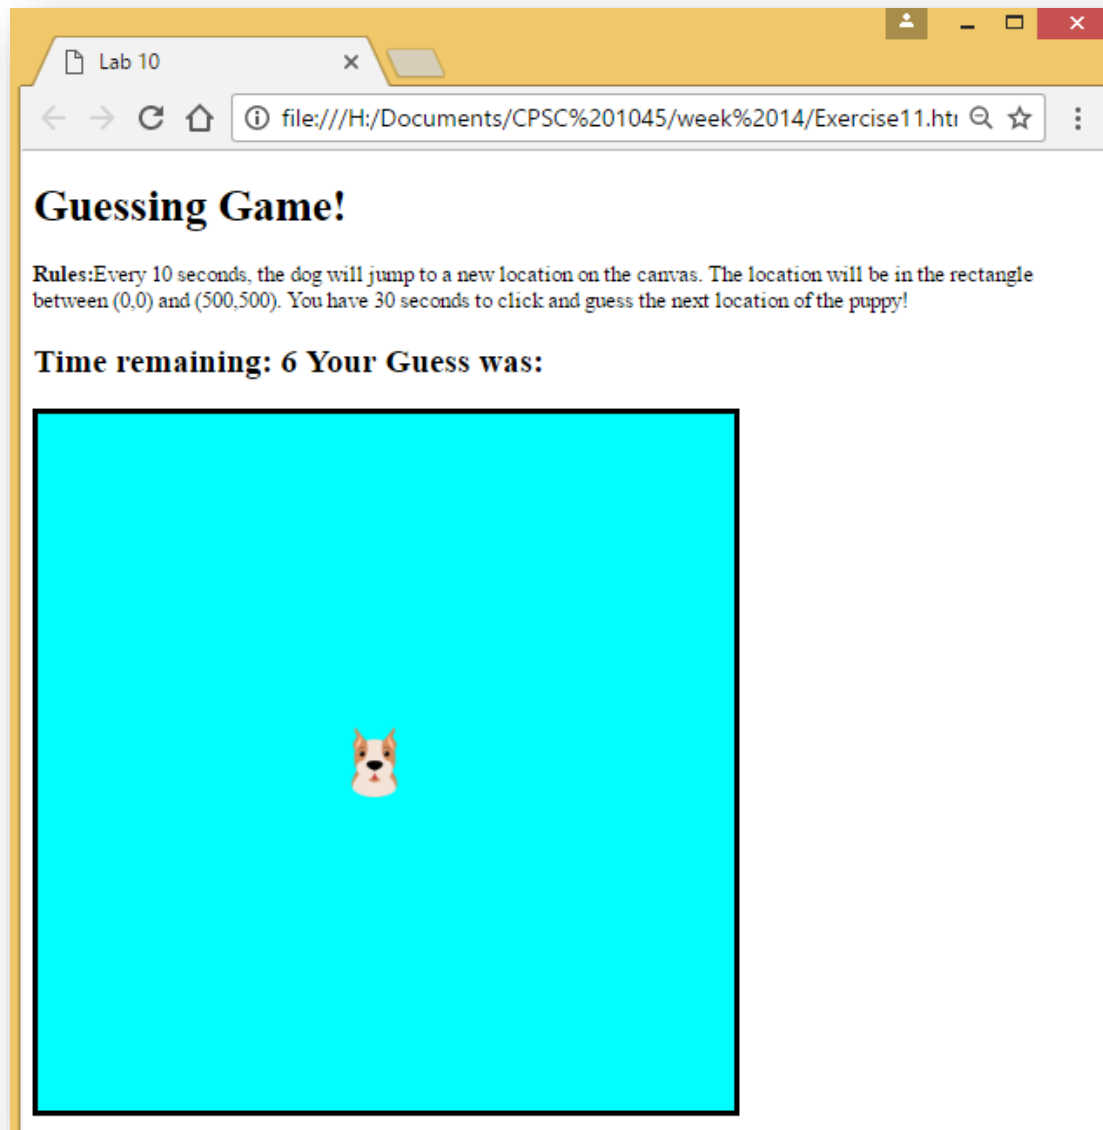 Lab 10
file:///H:/Documents/CPSC%201045/week%2014/Exercise11.htm
Guessing Game!
Rules:Every 10 seconds, the dog will jump to a new location on the canvas. The location will be in the rectangle
between (0,0) and (500,500). You have 30 seconds to click and guess the next location of the puppy!
Time remaining: 6 Your Guess was: